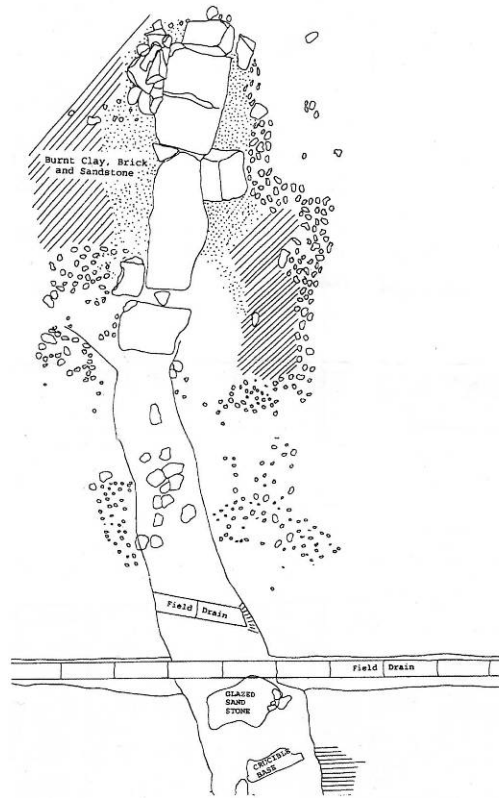 Burnt Clay, Brick
and Sandstone
Field Drain
Field Drain
GLAZED
SAND
STONE
CRUCIBLE
BASE